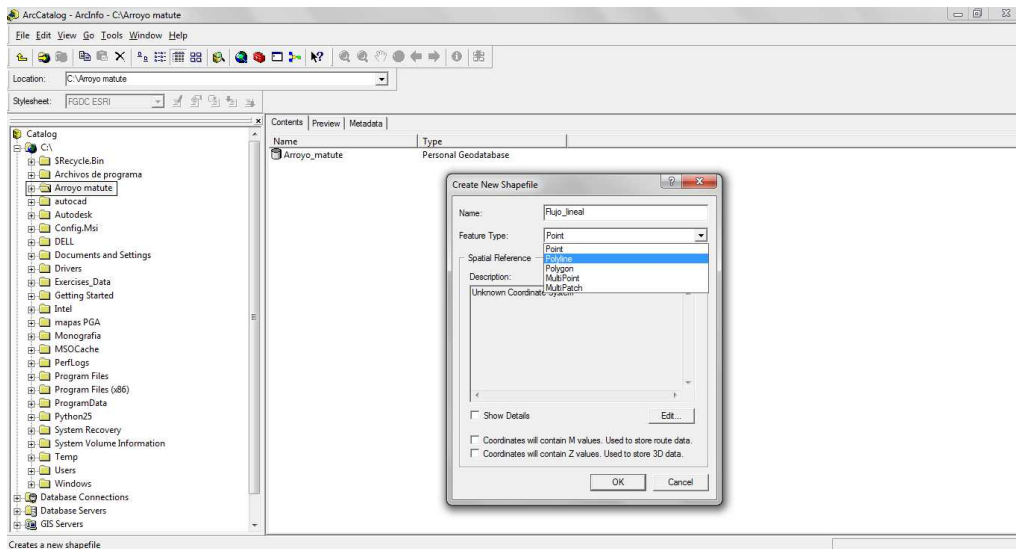 ArcCatalog - ArcInfo - C:\Arroyo matute
File Edit View Go Tools Window Help
Location: C:\Arroyo matute
Stylesheet: FGDC ESRI
Contents Preview Metadata
Name Type
Arroyo_matute Personal Geodatabase
Catalog
C:\
$Recycle.Bin
Archivos de programa
Arroyo matute
autocad
Autodesk
Config.Msi
DELL
Documents and Settings
Drivers
Exercises_Data
Getting Started
Intel
mapas PGA
Monografia
MSOCache
PerfLogs
Program Files
Program Files (x86)
ProgramData
Python25
System Recovery
System Volume Information
Temp
Users
Windows
Database Connections
Database Servers
GIS Servers
Create New Shapefile
Name: Flujo_lineal
Feature Type: Point
Point
Polyline
Polygon
MultiPoint
MultiPatch
Spatial Reference
Description:
Unknown Coordinate System
Show Details
Edit...
Coordinates will contain M values. Used to store route data.
Coordinates will contain Z values. Used to store 3D data.
OK Cancel
Creates a new shapefile